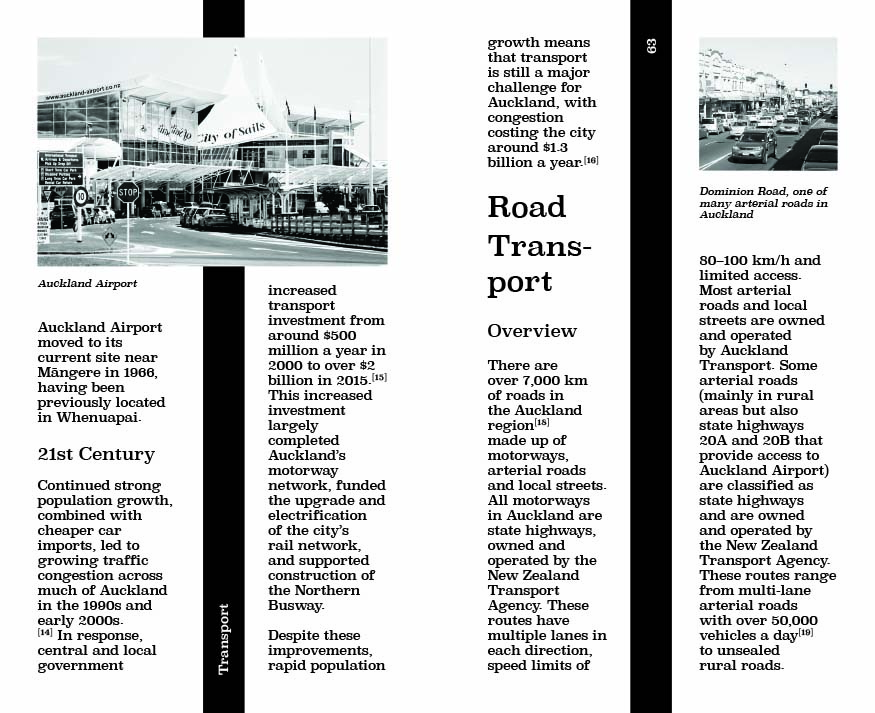 www.auckland-airport.co.nz
City of Sails
STOP
10
Auckland Airport
Auckland Airport
moved to its
current site near
Māngere in 1966,
having been
previously located
in Whenuapai.
21st Century
Continued strong
population growth,
combined with
cheaper car
imports, led to
growing traffic
congestion across
much of Auckland
in the 1990s and
early 2000s.
[14] In response,
central and local
government
Transport
increased
transport
investment from
around $500
million a year in
2000 to over $2
billion in 2015.[15]
This increased
investment
largely
completed
Auckland's
motorway
network, funded
the upgrade and
electrification
of the city's
rail network,
and supported
construction of
the Northern
Busway.
Despite these
improvements,
rapid population
growth means
that transport
is still a major
challenge for
Auckland, with
congestion
costing the city
around $1.3
billion a year.[16]
Road
Trans-
port
Overview
There are
over 7,000 km
of roads in
the Auckland
region[18]
made up of
motorways,
arterial roads
and local streets.
All motorways
in Auckland are
state highways,
owned and
operated by the
New Zealand
Transport
Agency. These
routes have
multiple lanes in
each direction,
speed limits of
63
Dominion Road, one of
many arterial roads in
Auckland
80–100 km/h and
limited access.
Most arterial
roads and local
streets are owned
and operated
by Auckland
Transport. Some
arterial roads
(mainly in rural
areas but also
state highways
20A and 20B that
provide access to
Auckland Airport)
are classified as
state highways
and are owned
and operated by
the New Zealand
Transport Agency.
These routes range
from multi-lane
arterial roads
with over 50,000
vehicles a day[19]
to unsealed
rural roads.